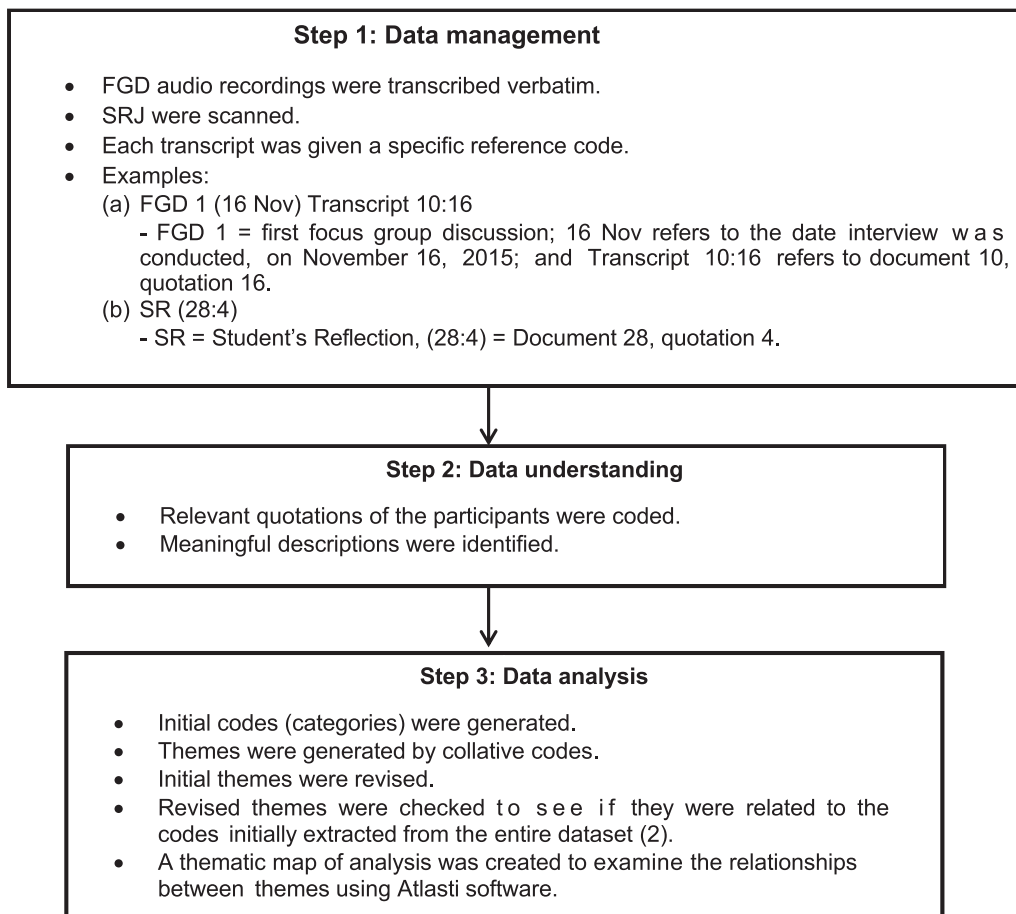 Step 1: Data management
• FGD audio recordings were transcribed verbatim.
• SRJ were scanned.
• Each transcript was given a specific reference code.
• Examples:
(a) FGD 1 (16 Nov) Transcript 10:16
- FGD 1 = first focus group discussion; 16 Nov refers to the date interview was
conducted, on November 16, 2015; and Transcript 10:16 refers to document 10,
quotation 16.
(b) SR (28:4)
- SR = Student’s Reflection, (28:4) = Document 28, quotation 4.
Step 2: Data understanding
• Relevant quotations of the participants were coded.
• Meaningful descriptions were identified.
Step 3: Data analysis
• Initial codes (categories) were generated.
• Themes were generated by collative codes.
• Initial themes were revised.
• Revised themes were checked to see if they were related to the
codes initially extracted from the entire dataset (2).
• A thematic map of analysis was created to examine the relationships
between themes using Atlasti software.